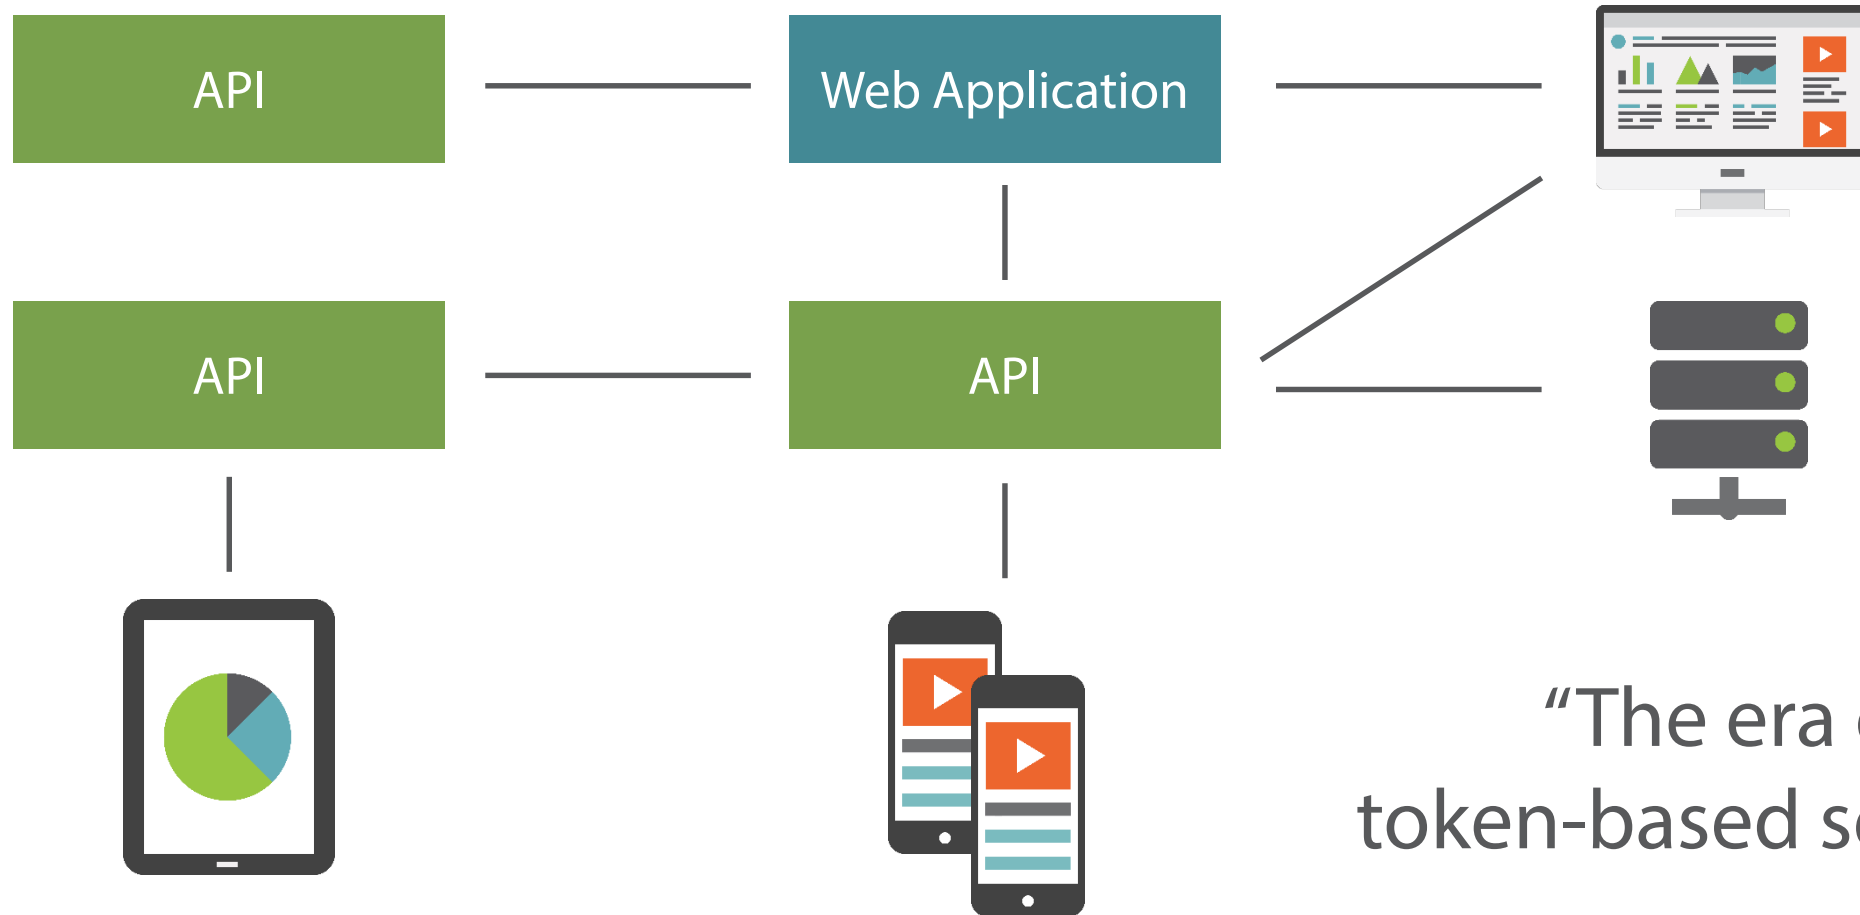 API
Web Application
API
API
“The era
token-based